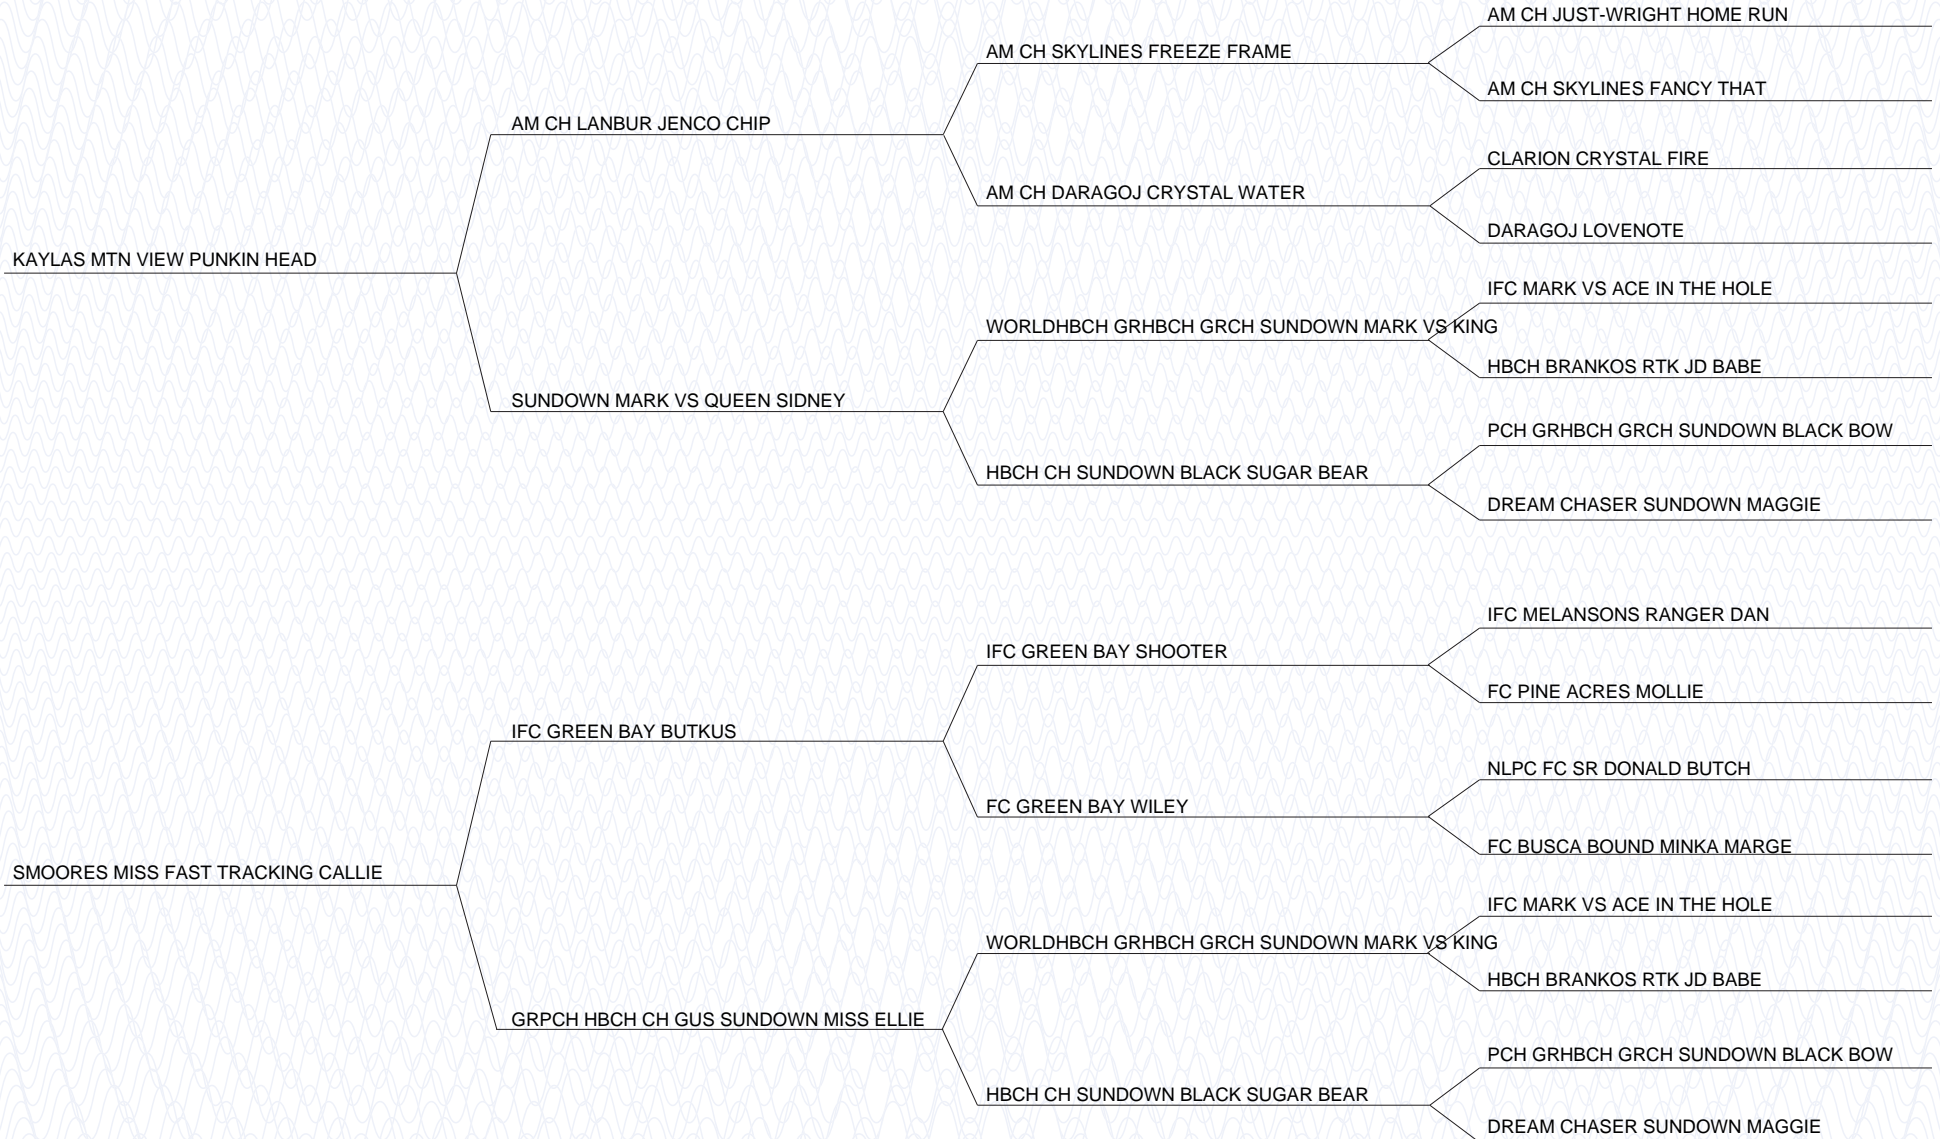 AM CH JUST-WRIGHT HOME RUN
AM CH SKYLINES FREEZE FRAME
AM CH SKYLINES FANCY THAT
AM CH LANBUR JENCO CHIP
CLARION CRYSTAL FIRE
AM CH DARAGOJ CRYSTAL WATER
DARAGOJ LOVENOTE
KAYLAS MTN VIEW PUNKIN HEAD
IFC MARK VS ACE IN THE HOLE
WORLDHBCH GRHBCH GRCH SUNDOWN MARK VS KING
HBCH BRANKOS RTK JD BABE
SUNDOWN MARK VS QUEEN SIDNEY
PCH GRHBCH GRCH SUNDOWN BLACK BOW
HBCH CH SUNDOWN BLACK SUGAR BEAR
DREAM CHASER SUNDOWN MAGGIE
IFC MELANSONS RANGER DAN
IFC GREEN BAY SHOOTER
FC PINE ACRES MOLLIE
IFC GREEN BAY BUTKUS
NLPC FC SR DONALD BUTCH
FC GREEN BAY WILEY
FC BUSCA BOUND MINKA MARGE
SMOORES MISS FAST TRACKING CALLIE
IFC MARK VS ACE IN THE HOLE
WORLDHBCH GRHBCH GRCH SUNDOWN MARK VS KING
HBCH BRANKOS RTK JD BABE
GRPCH HBCH CH GUS SUNDOWN MISS ELLIE
PCH GRHBCH GRCH SUNDOWN BLACK BOW
HBCH CH SUNDOWN BLACK SUGAR BEAR
DREAM CHASER SUNDOWN MAGGIE